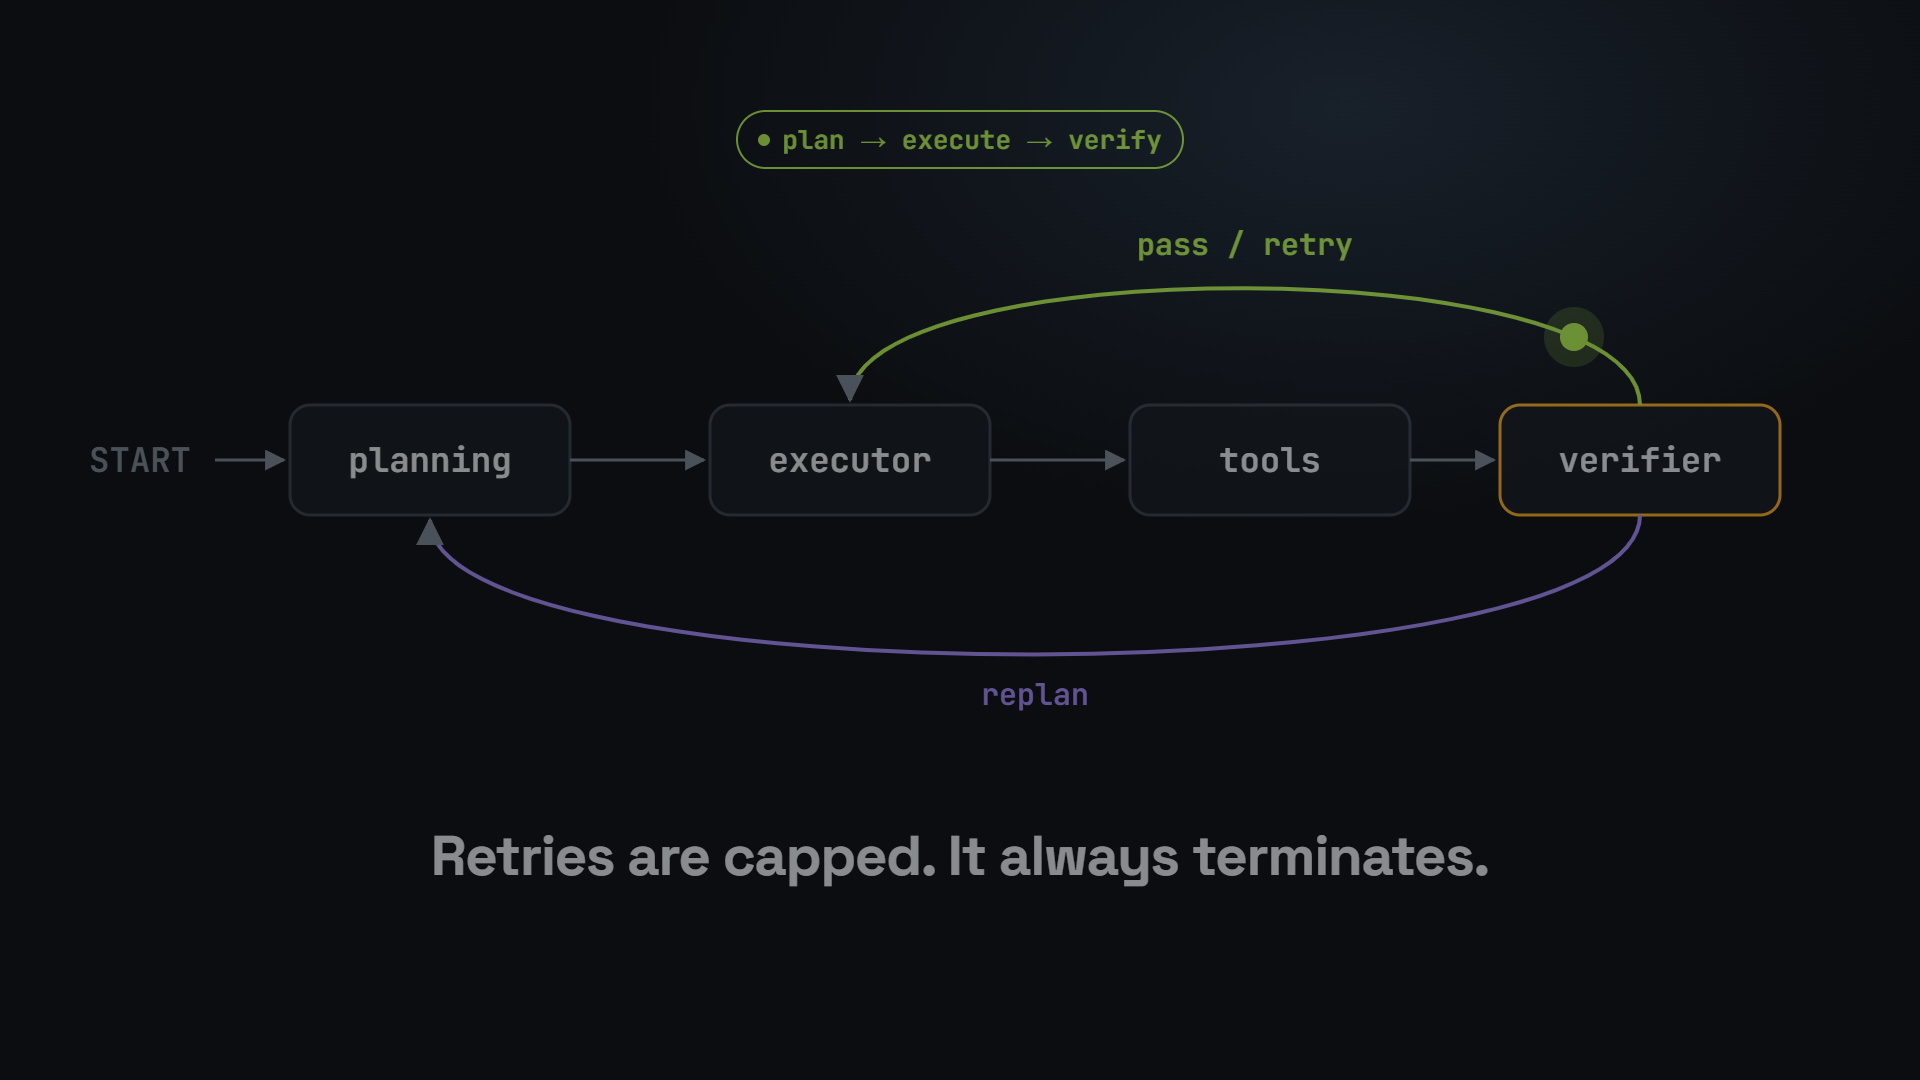 plan → execute → verify
pass / retry
START
planning
executor
tools
verifier
replan
Retries are capped. It always terminates.